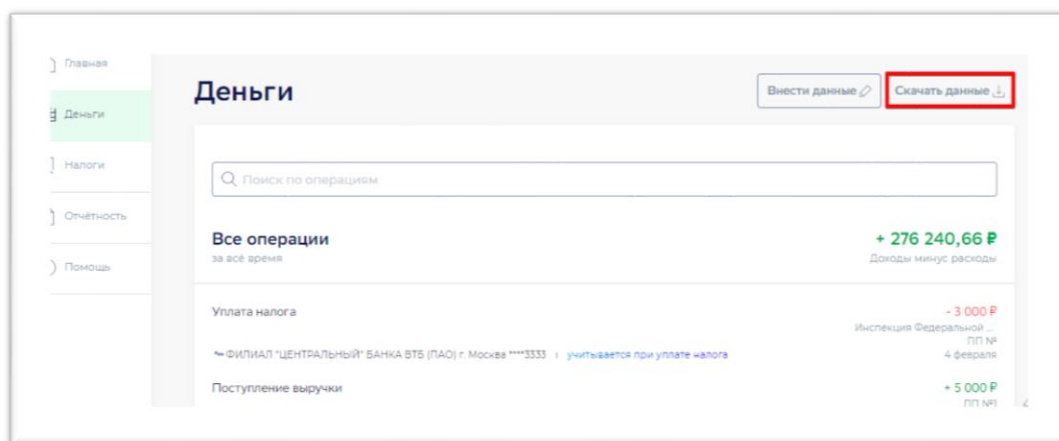 Главная
Деньги
Налоги
Отчётность
Помощь
Деньги
Внести данные
Скачать данные
Поиск по операциям
Все операции
за всё время
+ 276 240,66 ₽
Доходы минус расходы
Уплата налога
- 3 000 ₽
Инспекция Федеральной ...
ПП №
ФИЛИАЛ "ЦЕНТРАЛЬНЫЙ" БАНКА ВТБ (ПАО) г. Москва ****3333 | учитывается при уплате налога
4 февраля
Поступление выручки
+ 5 000 ₽
ПП №1